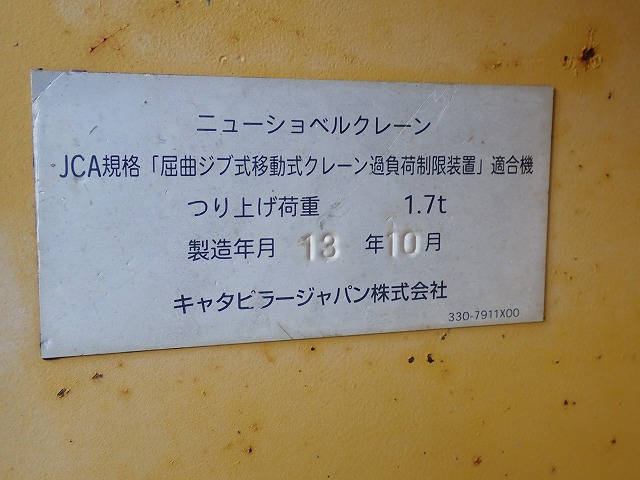 ニューショベルクレーン
JCA規格「屈曲ジブ式移動式クレーン過負荷制限装置」適合機
つり上げ荷重 1.7t
製造年月 13 年10月
キャタピラージャパン株式会社
330-7911X00